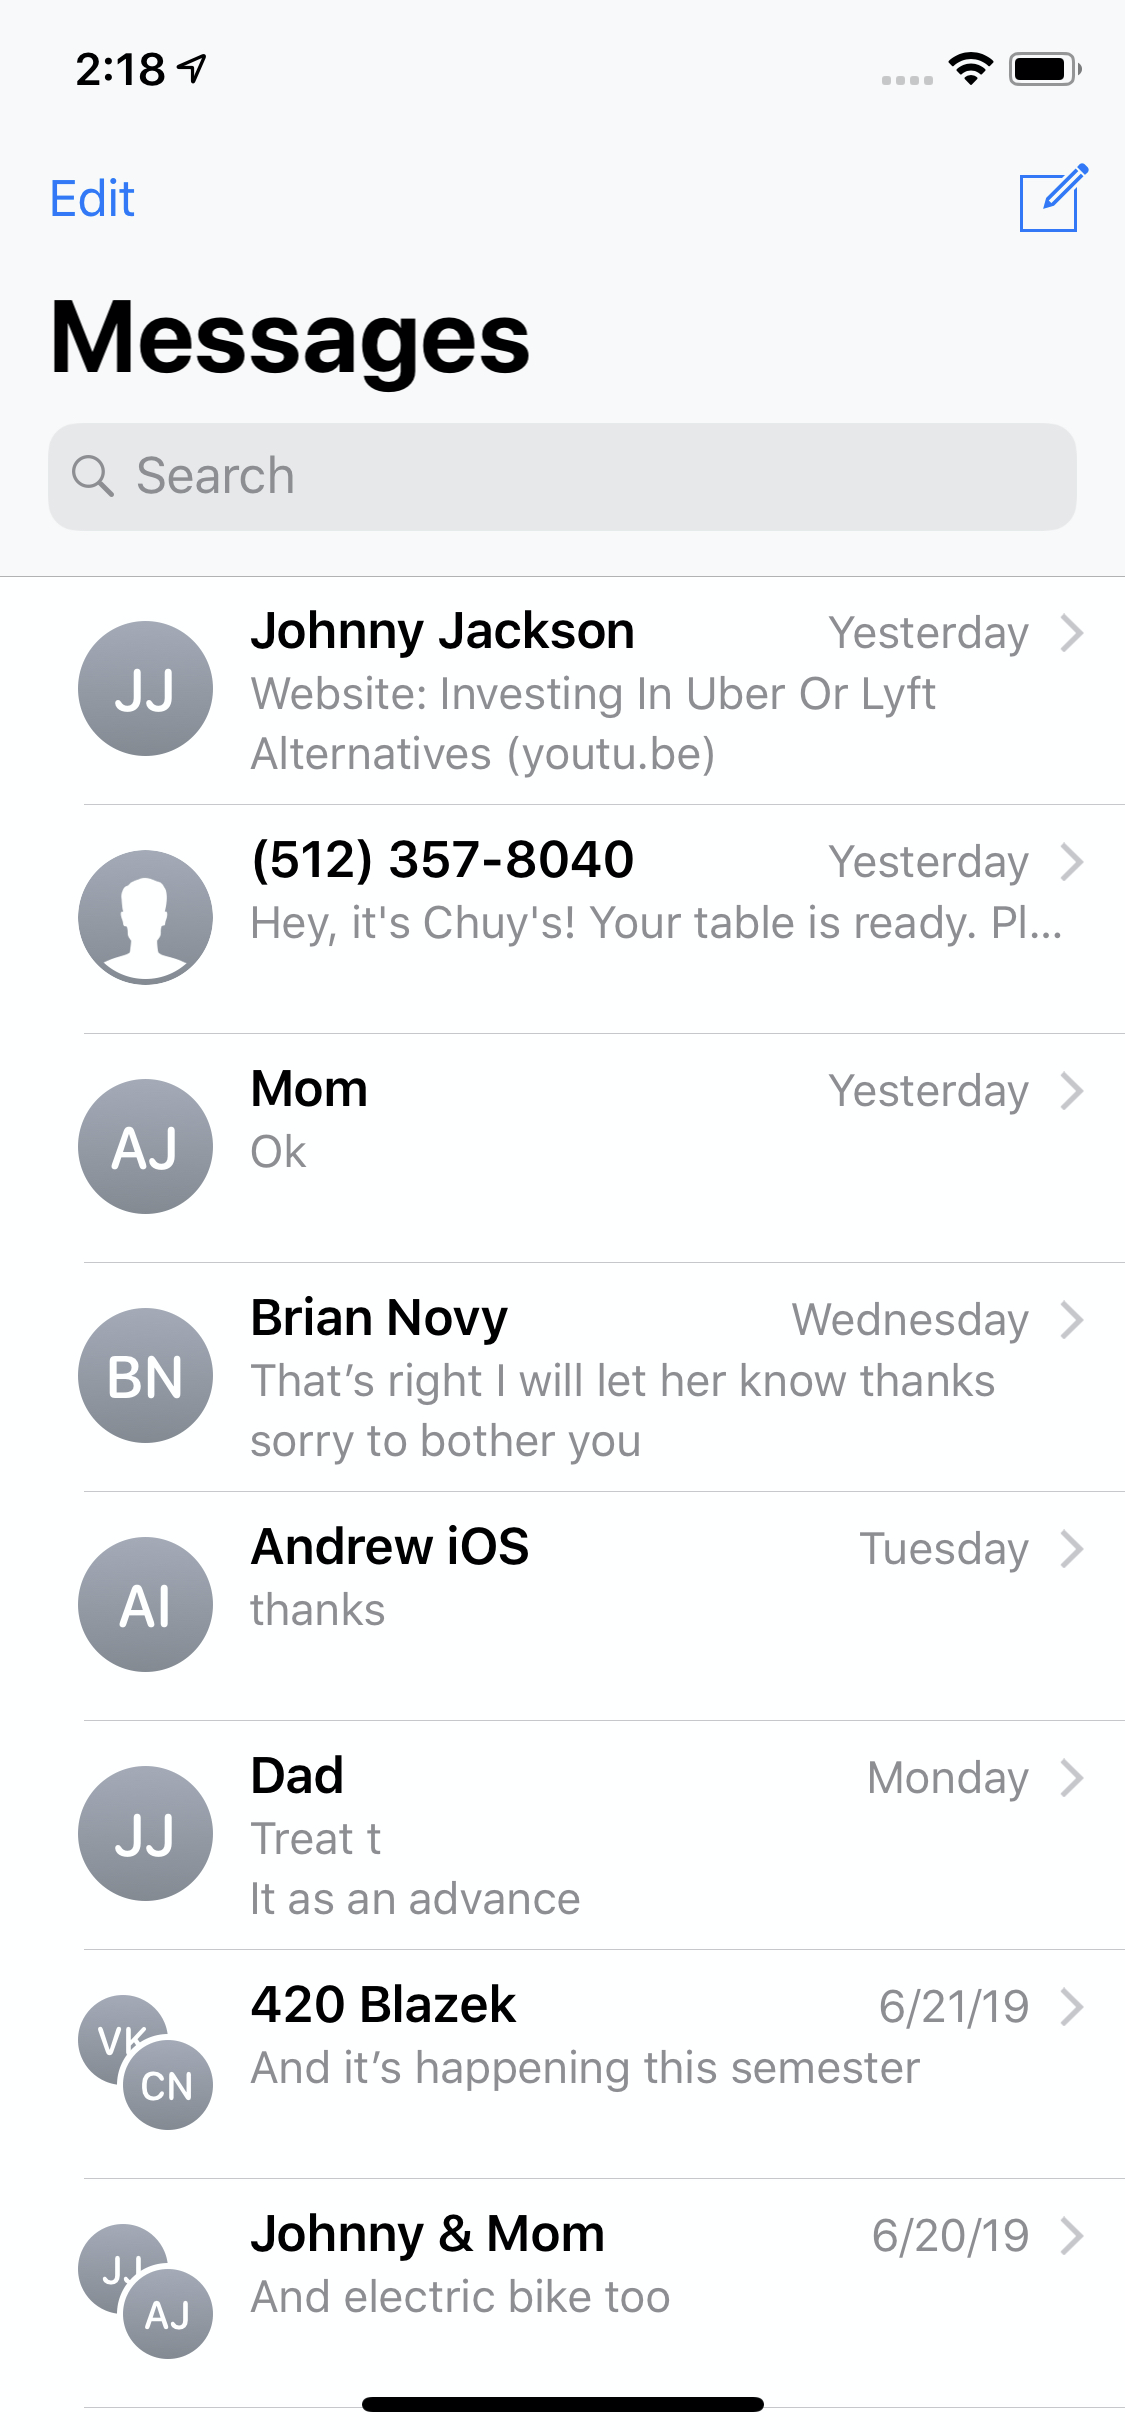 2:18
Edit
Messages
Search
JJ
Johnny Jackson
Yesterday
Website: Investing In Uber Or Lyft
Alternatives (youtu.be)
(512) 357-8040
Yesterday
Hey, it's Chuy's! Your table is ready. Pl...
AJ
Mom
Yesterday
Ok
BN
Brian Novy
Wednesday
That’s right I will let her know thanks
sorry to bother you
AI
Andrew iOS
Tuesday
thanks
JJ
Dad
Monday
Treat t
It as an advance
VK
CN
420 Blazek
6/21/19
And it’s happening this semester
JJ
AJ
Johnny & Mom
6/20/19
And electric bike too